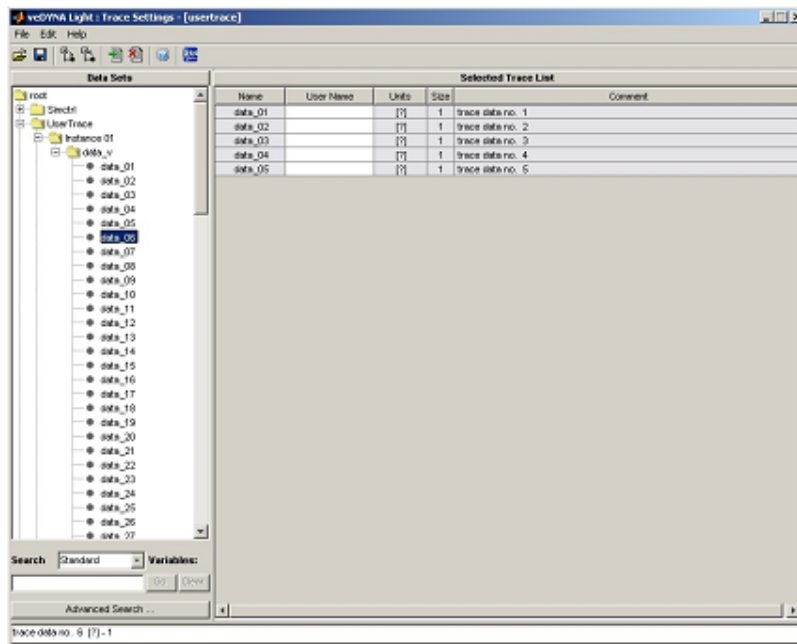 veDYNA Light : Trace Settings - [usertrace]
File Edit Help
Data Sets
root
Simctrl
UserTrace
Instance 01
data_v
data_01
data_02
data_03
data_04
data_05
data_06
data_07
data_08
data_09
data_10
data_11
data_12
data_13
data_14
data_15
data_16
data_17
data_18
data_19
data_20
data_21
data_22
data_23
data_24
data_25
data_26
data_27
Search Standard Variables:
Go Clear
Advanced Search ...
Selected Trace List
Name User Name Units Size Comment
data_01 [?] 1 trace data no. 1
data_02 [?] 1 trace data no. 2
data_03 [?] 1 trace data no. 3
data_04 [?] 1 trace data no. 4
data_05 [?] 1 trace data no. 5
trace data no. 6 [?] - 1